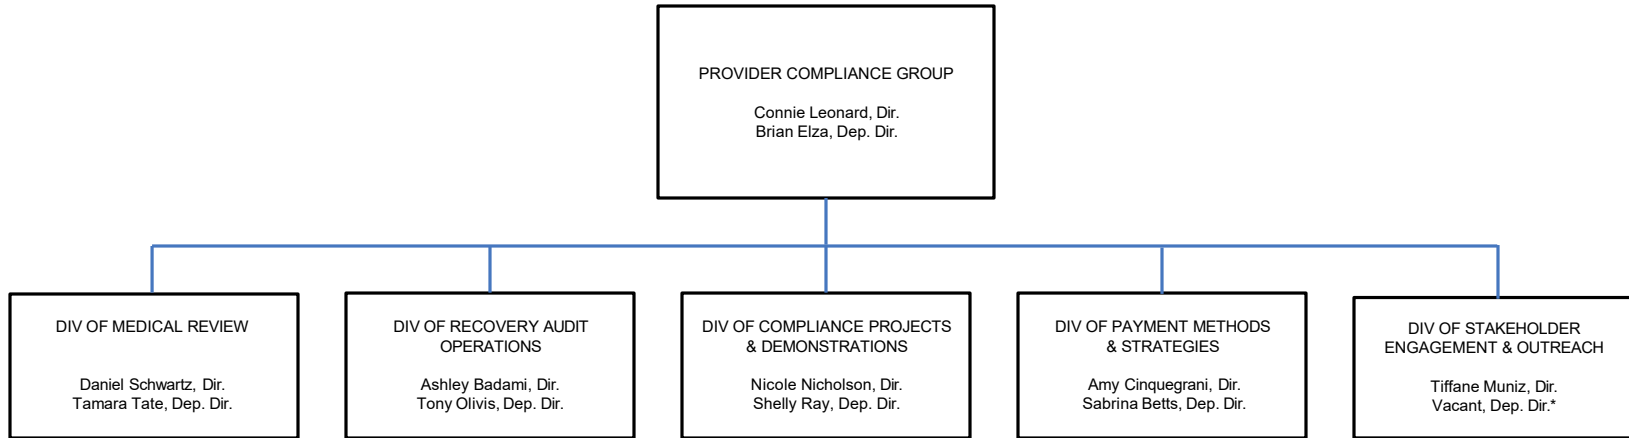 PROVIDER COMPLIANCE GROUP
Connie Leonard, Dir.
Brian Elza, Dep. Dir.
DIV OF MEDICAL REVIEW
Daniel Schwartz, Dir.
Tamara Tate, Dep. Dir.
DIV OF RECOVERY AUDIT
OPERATIONS
Ashley Badami, Dir.
Tony Olivis, Dep. Dir.
DIV OF COMPLIANCE PROJECTS
& DEMONSTRATIONS
Nicole Nicholson, Dir.
Shelly Ray, Dep. Dir.
DIV OF PAYMENT METHODS
& STRATEGIES
Amy Cinquegrani, Dir.
Sabrina Betts, Dep. Dir.
DIV OF STAKEHOLDER
ENGAGEMENT & OUTREACH
Tiffane Muniz, Dir.
Vacant, Dep. Dir.*